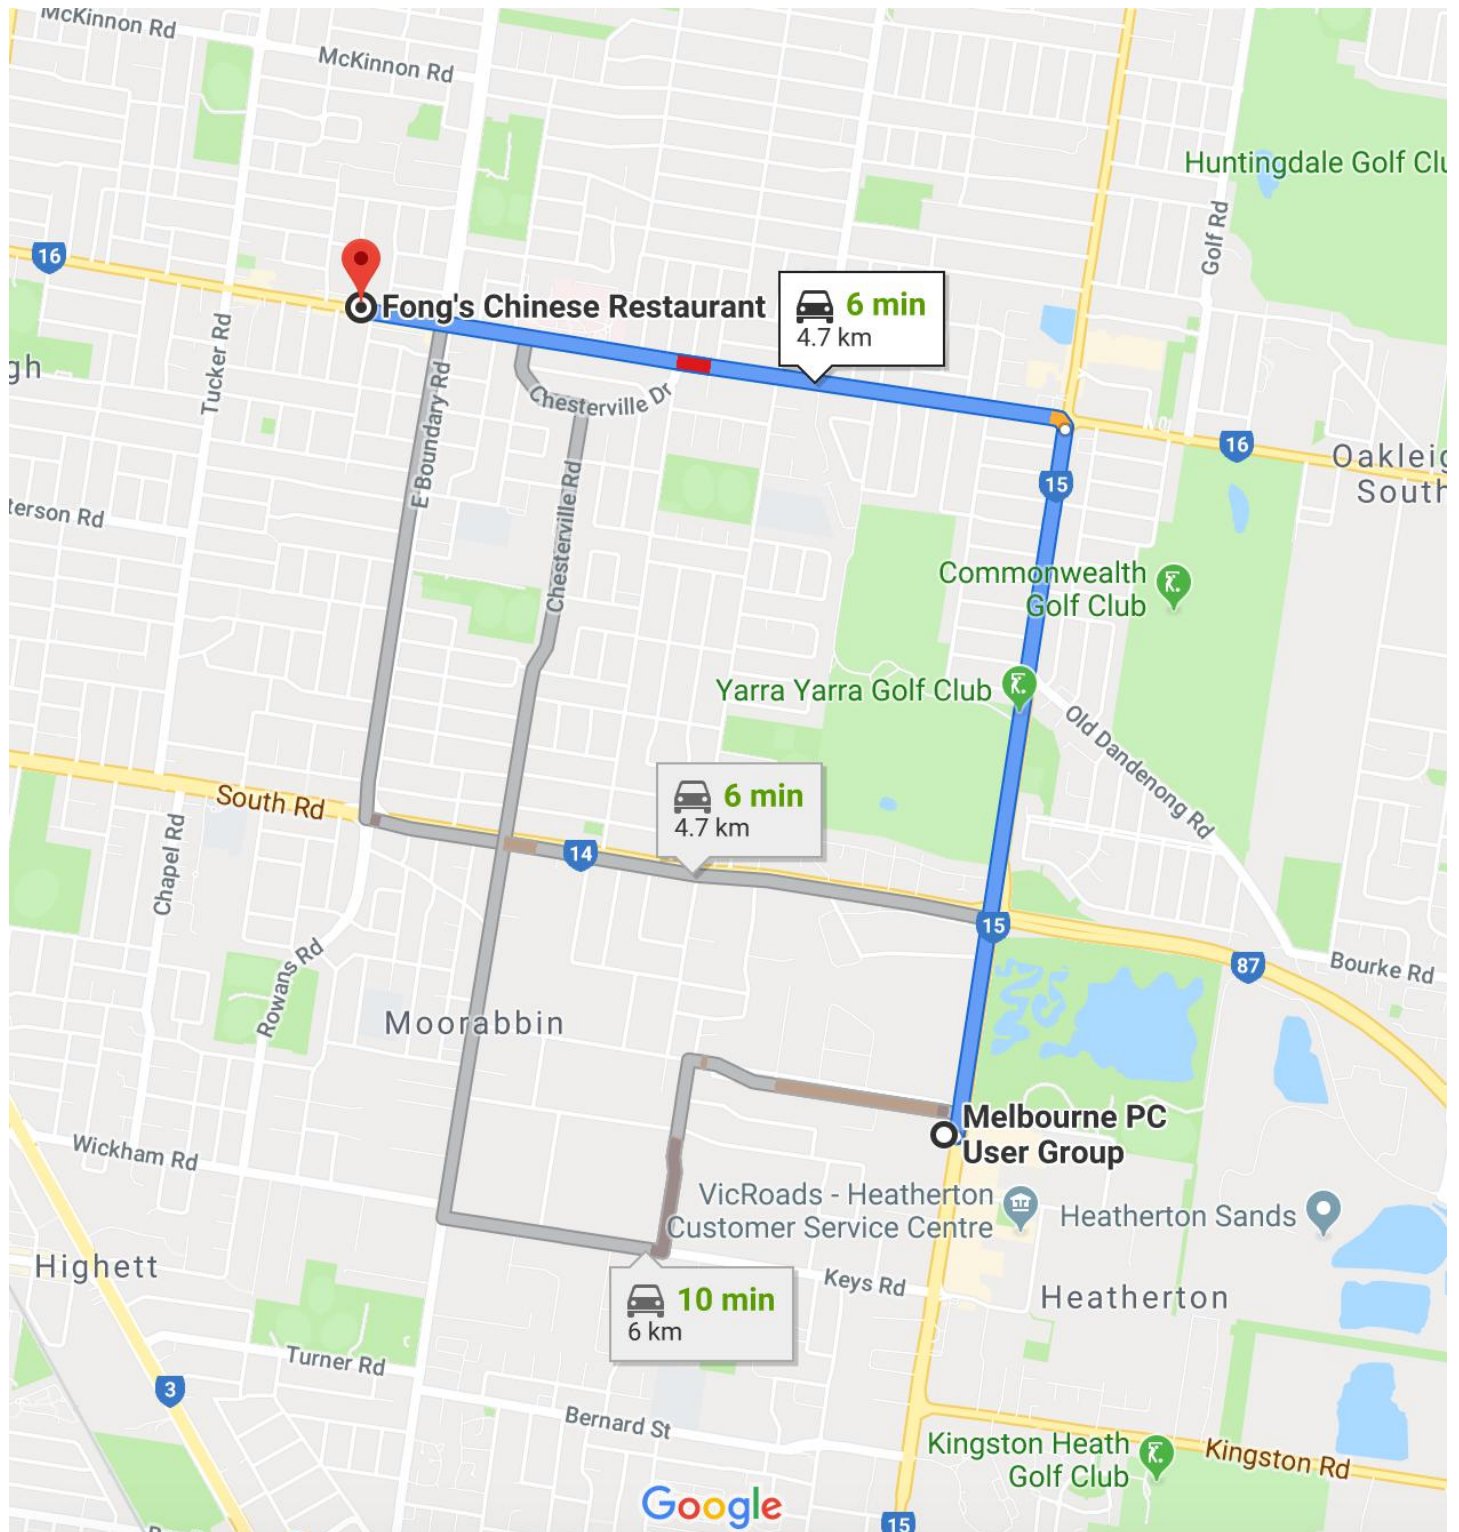 McKinnon Rd
McKinnon Rd
Huntingdale Golf Clu
Golf Rd
16
Fong's Chinese Restaurant
6 min
4.7 km
gh
Tucker Rd
E Boundary Rd
Chesterville Dr
16
Oakleig
South
15
Chesterville Rd
terson Rd
Commonwealth
Golf Club
Yarra Yarra Golf Club
Old Dandenong Rd
South Rd
6 min
4.7 km
14
Chapel Rd
15
87
Bourke Rd
Rowans Rd
Moorabbin
Melbourne PC
User Group
Wickham Rd
VicRoads - Heatherton
Customer Service Centre
Heatherton Sands
Highett
Keys Rd
Heatherton
10 min
6 km
Turner Rd
3
Bernard St
Kingston Heath
Golf Club
Kingston Rd
Google
15